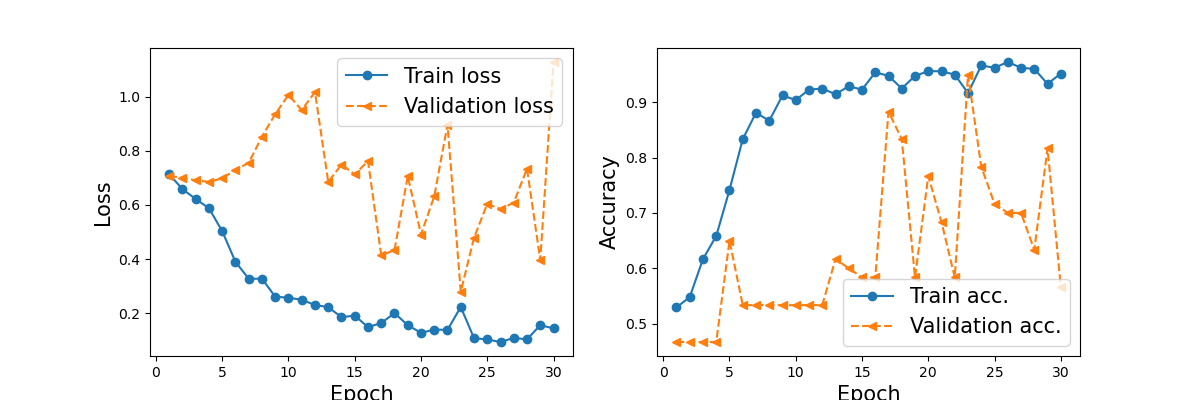 Train loss
Validation loss
1.0
0.8
0.6
0.4
0.2
Loss
0 5 10 15 20 25 30
Epoch
0.9
0.8
0.7
0.6
0.5
Accuracy
Train acc.
Validation acc.
0 5 10 15 20 25 30
Epoch